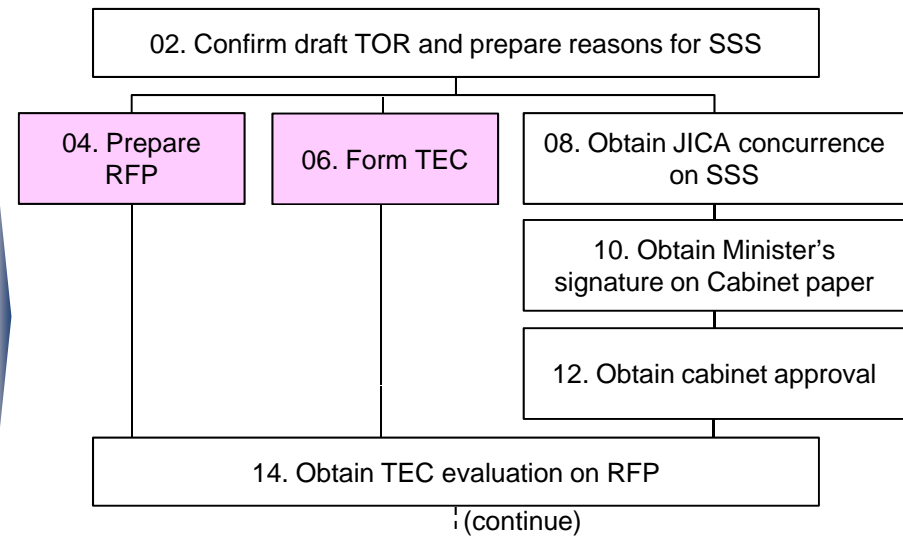 02. Confirm draft TOR and prepare reasons for SSS
04. Prepare
RFP
06. Form TEC
08. Obtain JICA concurrence
on SSS
10. Obtain Minister's
signature on Cabinet paper
12. Obtain cabinet approval
14. Obtain TEC evaluation on RFP
(continue)